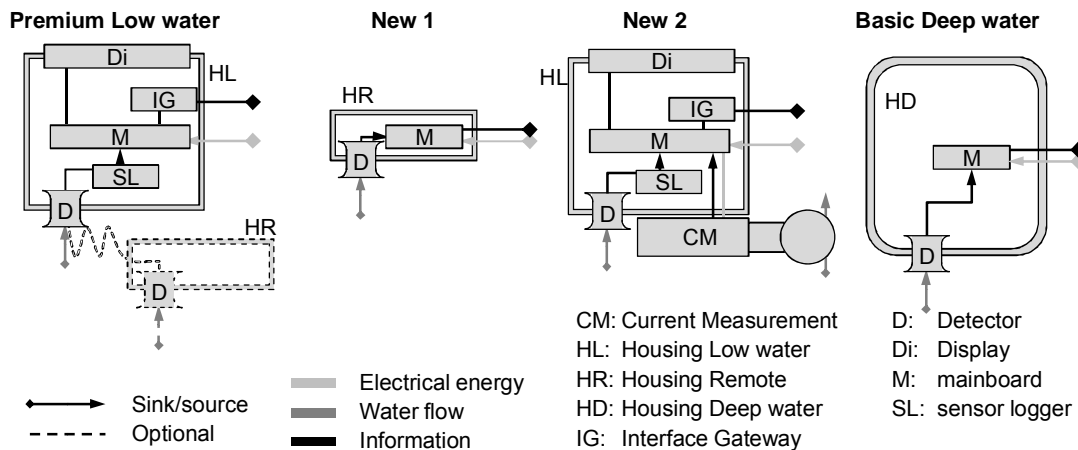 Premium Low water
New 1
New 2
Basic Deep water
Di
HL
IG
M
SL
D
HR
D
HR
M
D
HL
Di
IG
M
SL
D
CM
HD
M
D
CM: Current Measurement
HL: Housing Low water
HR: Housing Remote
HD: Housing Deep water
IG: Interface Gateway
D: Detector
Di: Display
M: mainboard
SL: sensor logger
Sink/source
Optional
Electrical energy
Water flow
Information